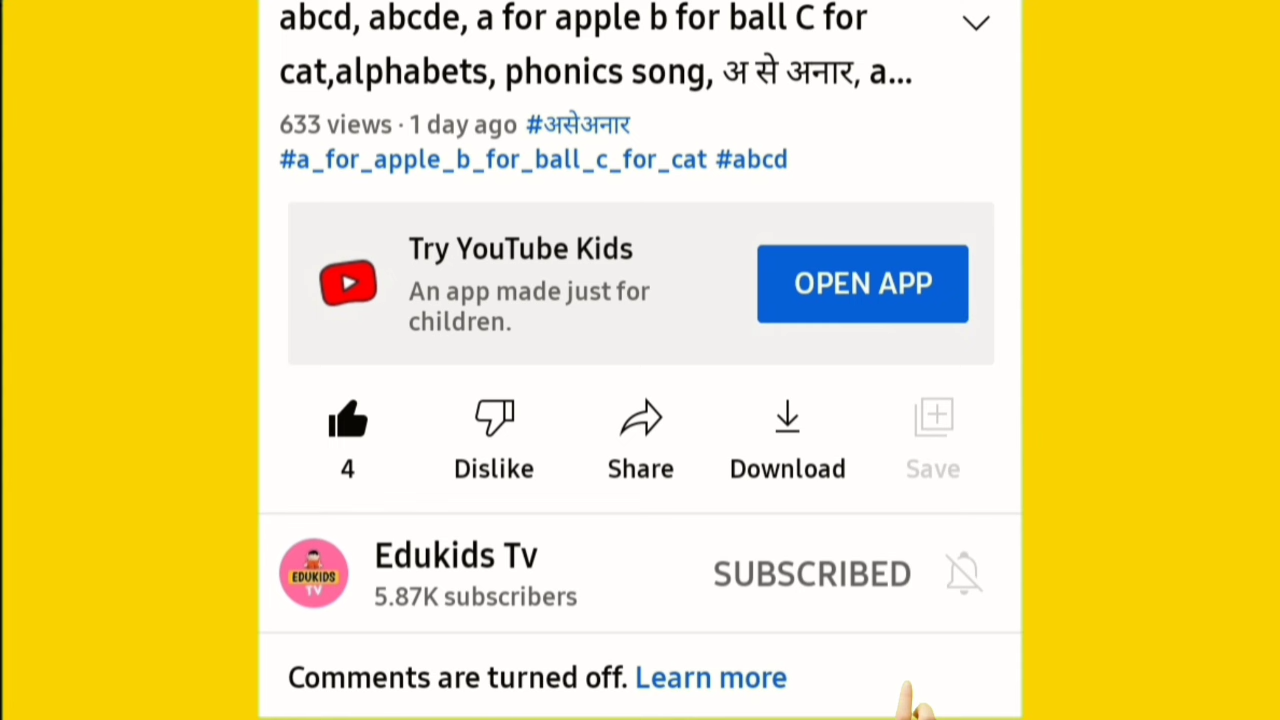 abcd, abcde, a for apple b for ball C for
cat,alphabets, phonics song, अ से अनार, a...
633 views · 1 day ago #असेअनार
#a_for_apple_b_for_ball_c_for_cat #abcd
Try YouTube Kids
An app made just for
children.
OPEN APP
4
Dislike
Share
Download
Save
EDUKIDS
TV
Edukids Tv
5.87K subscribers
SUBSCRIBED
Comments are turned off. Learn more